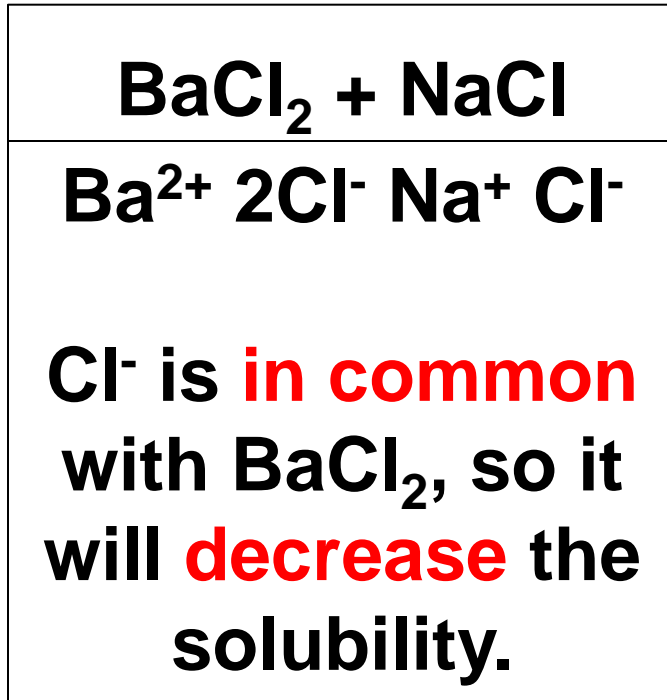 BaCl₂ + NaCl
Ba²⁺ 2Cl⁻ Na⁺ Cl⁻
Cl⁻ is in common
with BaCl₂, so it
will decrease the
solubility.